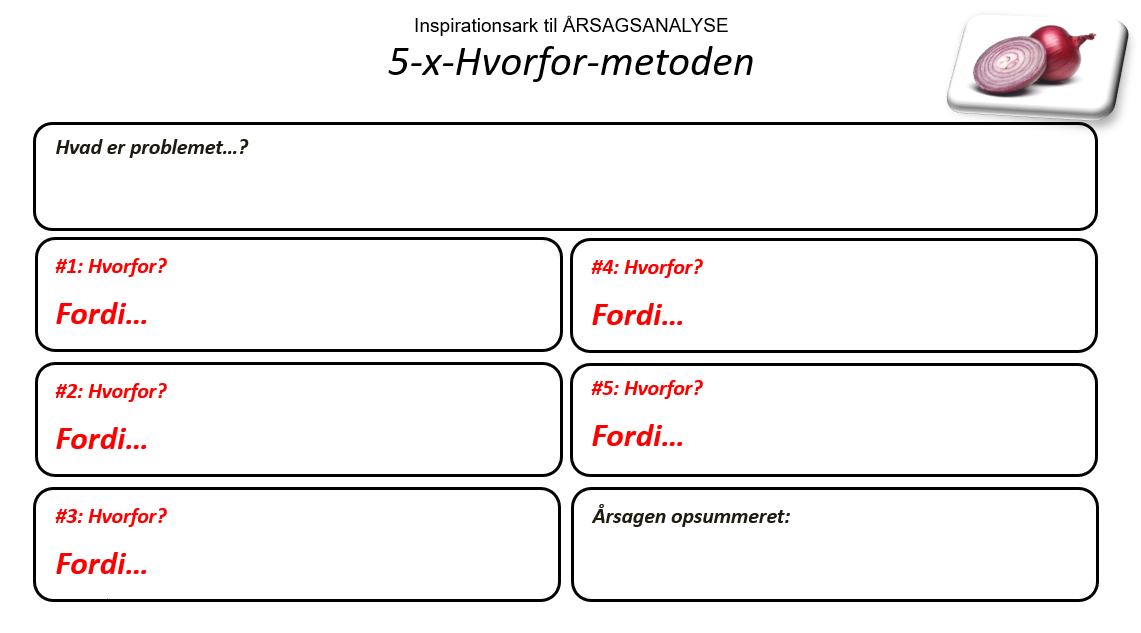 Inspirationsark til ÅRSAGSANALYSE
5-x-Hvorfor-metoden
Hvad er problemet...?
#1: Hvorfor?
Fordi...
#2: Hvorfor?
Fordi...
#3: Hvorfor?
Fordi...
#4: Hvorfor?
Fordi...
#5: Hvorfor?
Fordi...
Årsagen opsummeret: